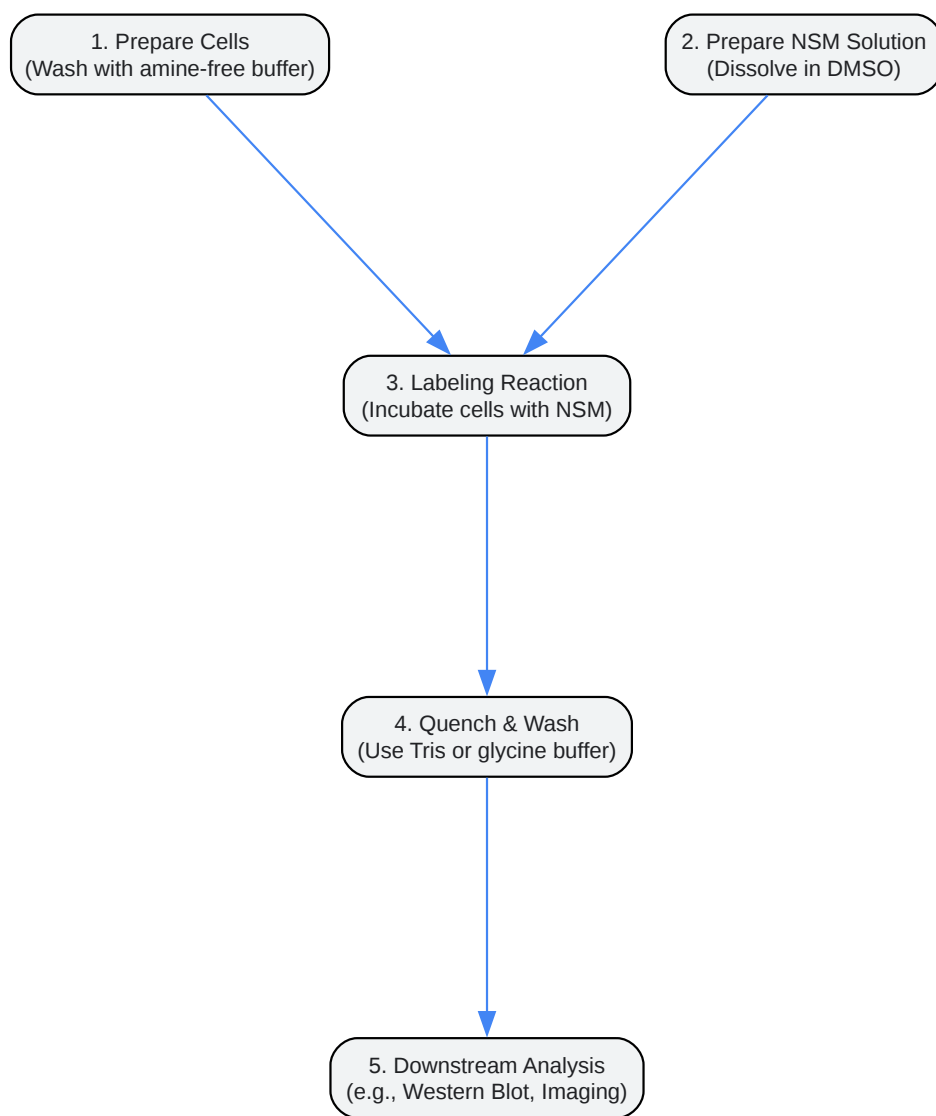 1. Prepare Cells
(Wash with amine-free buffer)
2. Prepare NSM Solution
(Dissolve in DMSO)
3. Labeling Reaction
(Incubate cells with NSM)
4. Quench & Wash
(Use Tris or glycine buffer)
5. Downstream Analysis
(e.g., Western Blot, Imaging)